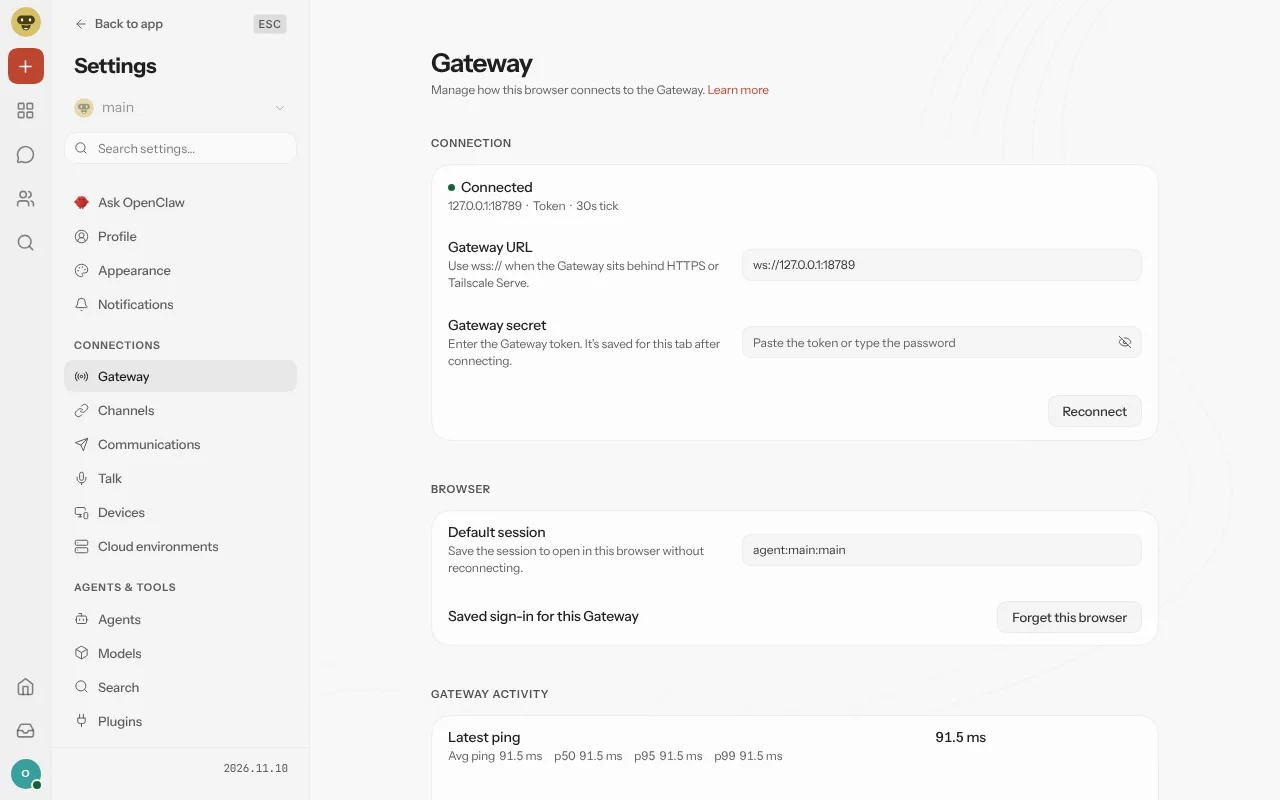 Back to app
ESC
Settings
main
Search settings...
Ask OpenClaw
Profile
Appearance
Notifications
CONNECTIONS
Gateway
Channels
Communications
Talk
Devices
Cloud environments
AGENTS & TOOLS
Agents
Models
Search
Plugins
O
2026.11.10
Gateway
Manage how this browser connects to the Gateway. Learn more
CONNECTION
Connected
127.0.0.1:18789 · Token · 30s tick
Gateway URL
Use wss:// when the Gateway sits behind HTTPS or
Tailscale Serve.
ws://127.0.0.1:18789
Gateway secret
Enter the Gateway token. It's saved for this tab after
connecting.
Paste the token or type the password
Reconnect
BROWSER
Default session
Save the session to open in this browser without
reconnecting.
agent:main:main
Saved sign-in for this Gateway
Forget this browser
GATEWAY ACTIVITY
Latest ping
91.5 ms
Avg ping 91.5 ms p50 91.5 ms p95 91.5 ms p99 91.5 ms